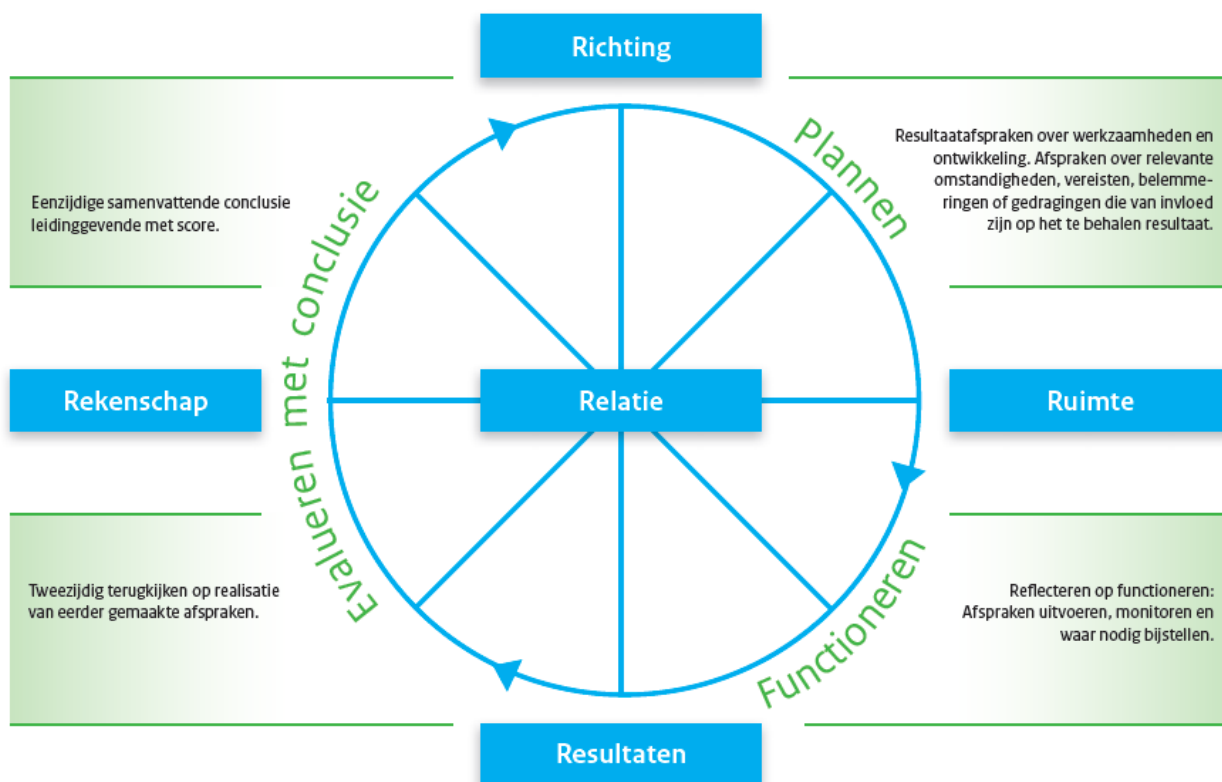 Richting
Plannen
Resultaatafspraken over werkzaamheden en
ontwikkeling. Afspraken over relevante
omstandigheden, vereisten, belemme-
ringen of gedragingen die van invloed
zijn op het te behalen resultaat.
Eenzijdige samenvattende conclusie
leidinggevende met score.
Evalueren met conclusie
Rekenschap
Relatie
Ruimte
Tweezijdig terugkijken op realisatie
van eerder gemaakte afspraken.
Functioneren
Reflecteren op functioneren:
Afspraken uitvoeren, monitoren en
waar nodig bijstellen.
Resultaten